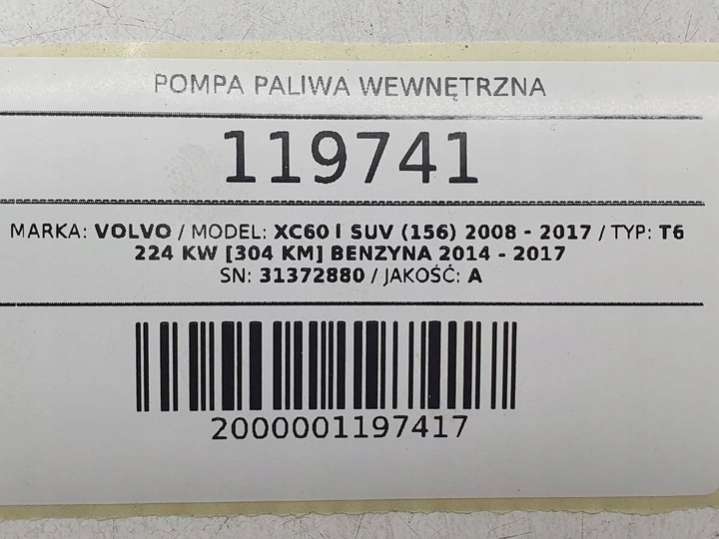 POMPA PALIWA WEWNĘTRZNA
119741
MARKA: VOLVO / MODEL: XC60 I SUV (156) 2008 - 2017 / TYP: T6
224 KW [304 KM] BENZYNA 2014 - 2017
SN: 31372880 / JAKOŚĆ: A
2000001197417